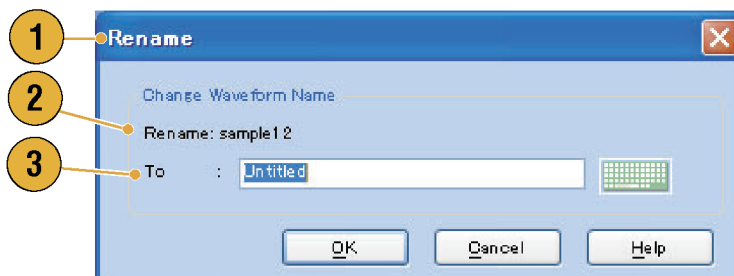 1
Rename
2
Change Waveform Name
Rename: sample12
3
To : Untitled
OK Cancel Help